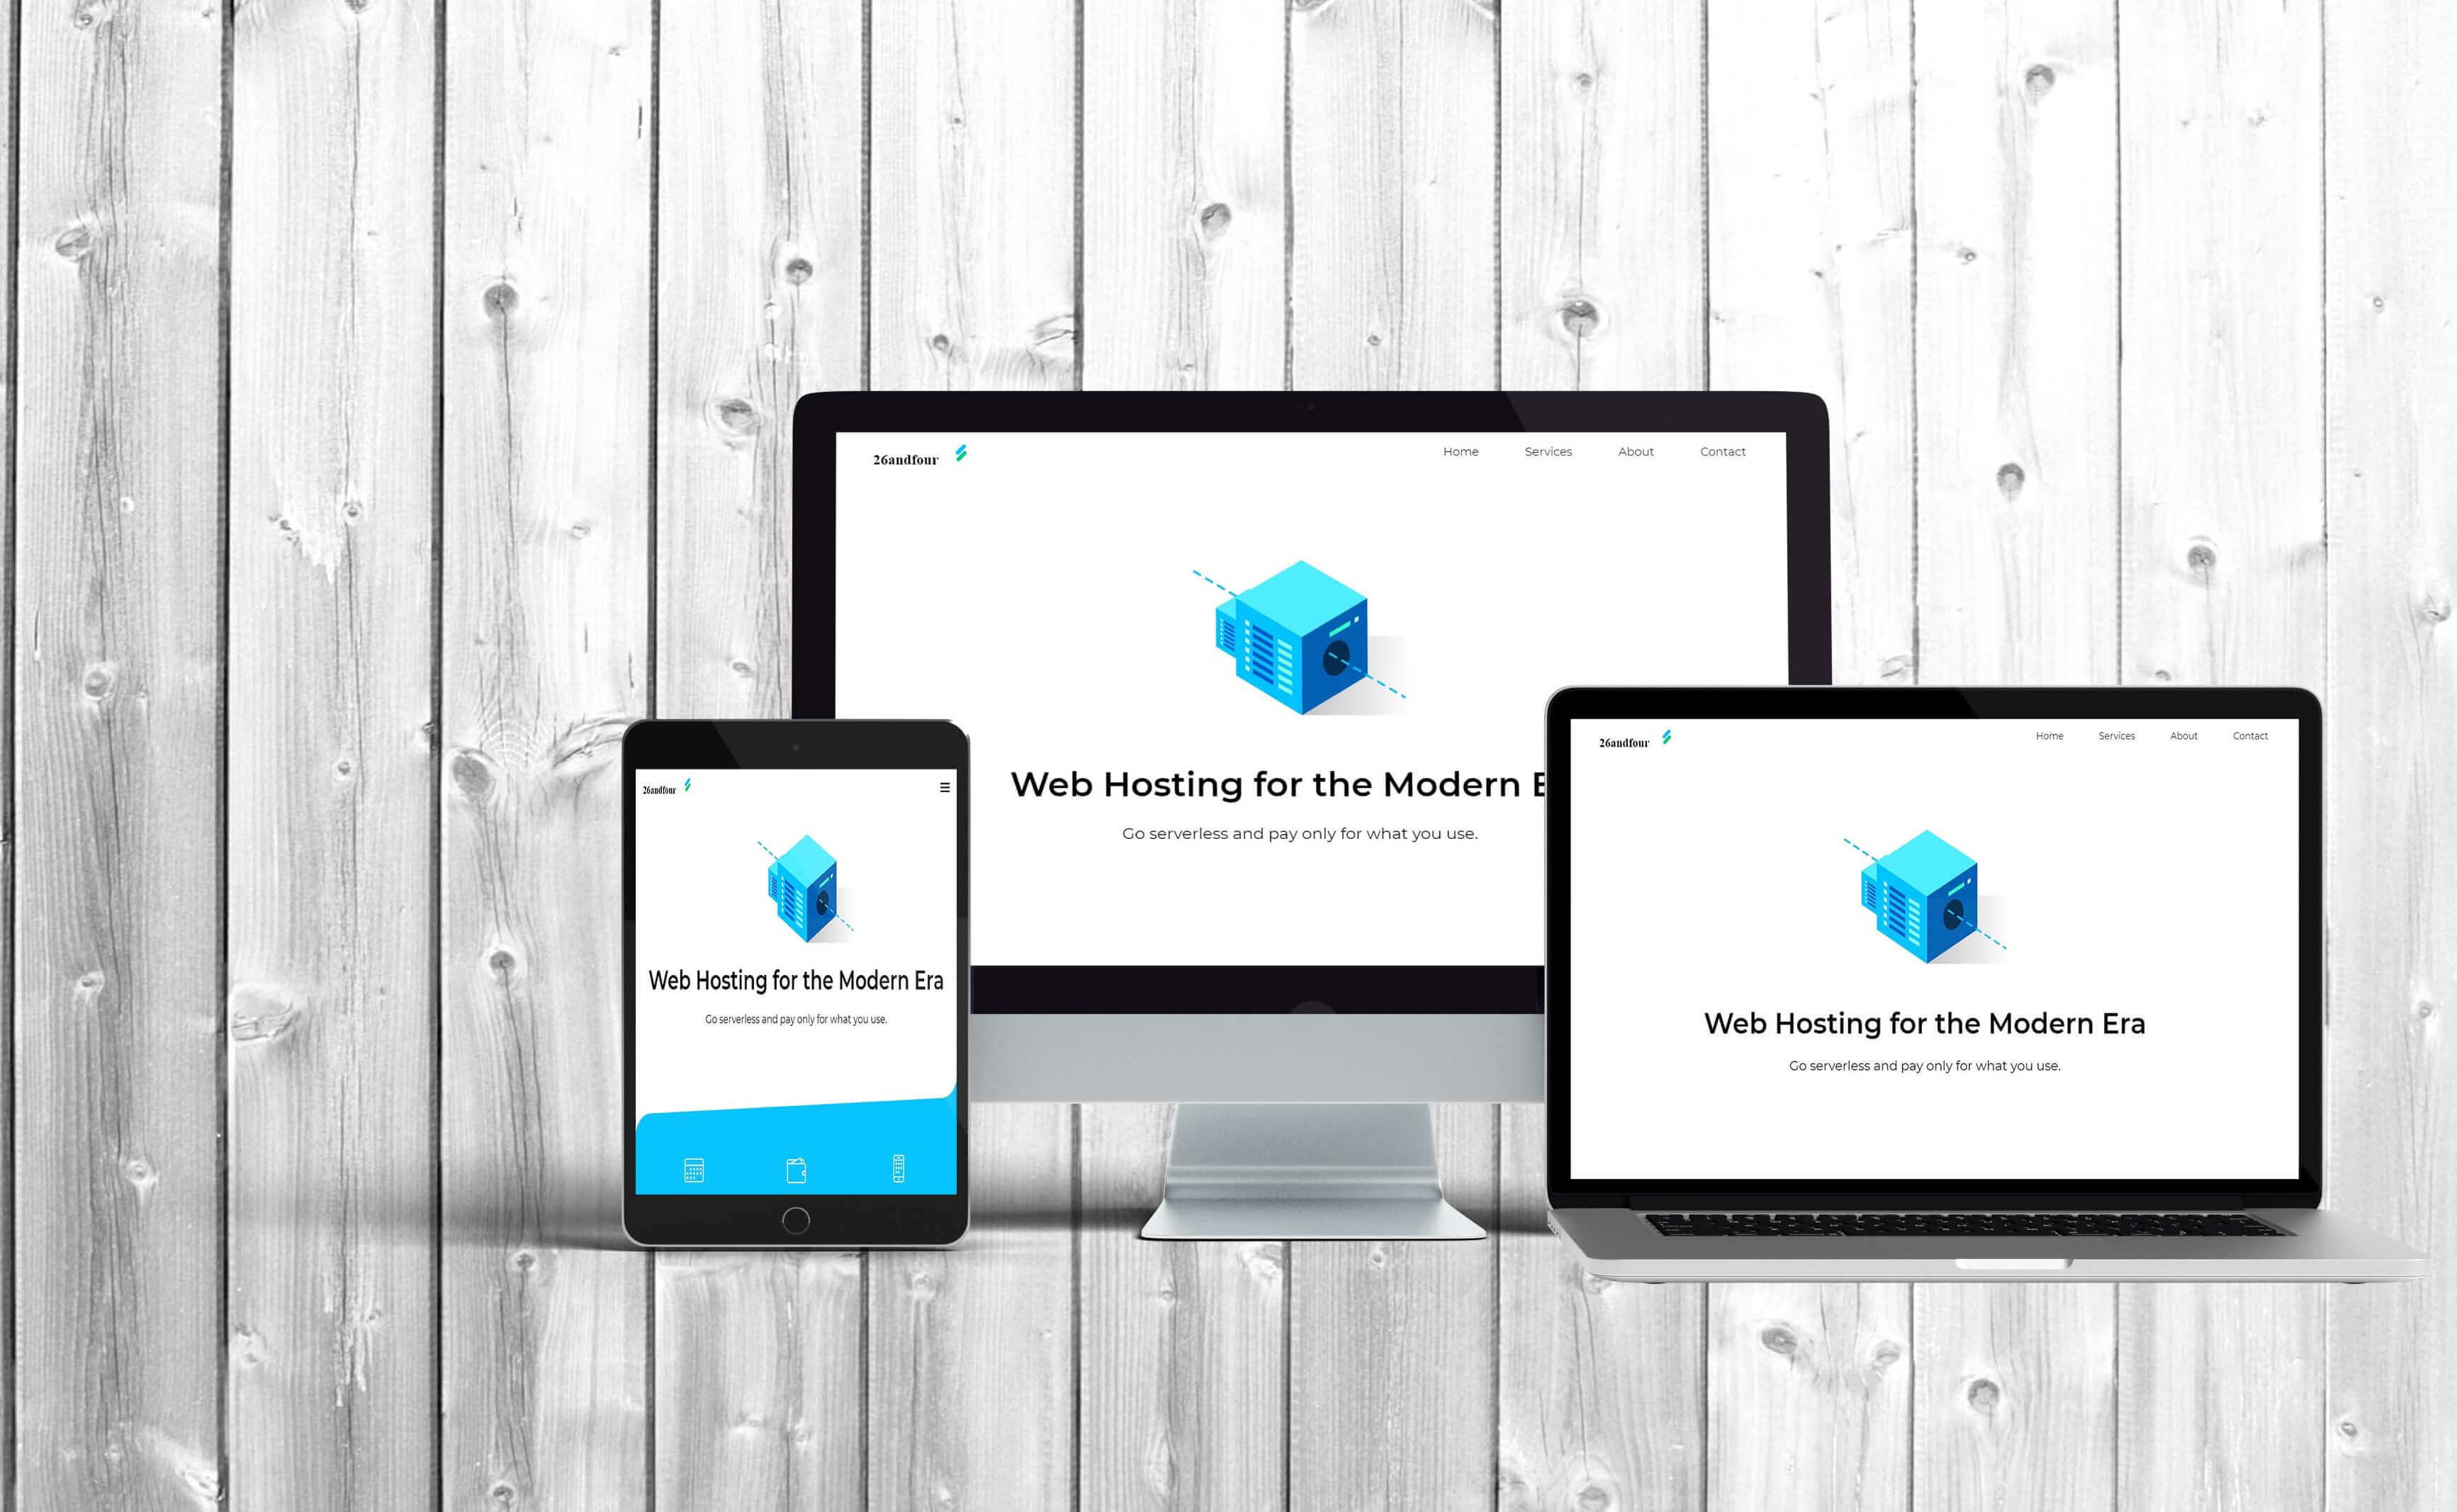 26andfour
Home Services About Contact
Web Hosting for the Modern E
Go serverless and pay only for what you use.
26andfour
Web Hosting for the Modern Era
Go serverless and pay only for what you use.
26andfour
Home Services About Contact
Web Hosting for the Modern Era
Go serverless and pay only for what you use.